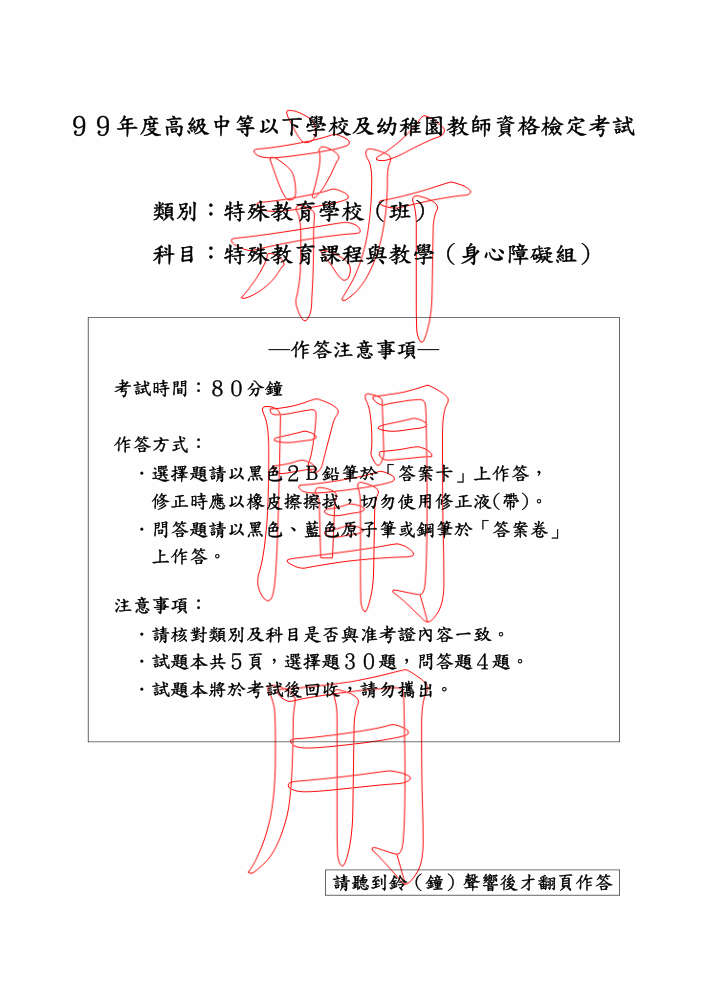 99年度高級中等以下學校及幼稚園教師資格檢定考試
類別：特殊教育學校（班）
科目：特殊教育課程與教學（身心障礙組）
—作答注意事項—
考試時間：８０分鐘
作答方式：
．選擇題請以黑色２Ｂ鉛筆於「答案卡」上作答，
修正時應以橡皮擦擦拭，切勿使用修正液(帶)。
．問答題請以黑色、藍色原子筆或鋼筆於「答案卷」
上作答。
注意事項：
．請核對類別及科目是否與准考證內容一致。
．試題本共５頁，選擇題３０題，問答題４題。
．試題本將於考試後回收，請勿攜出。
請聽到鈴（鐘）聲響後才翻頁作答
新聞用